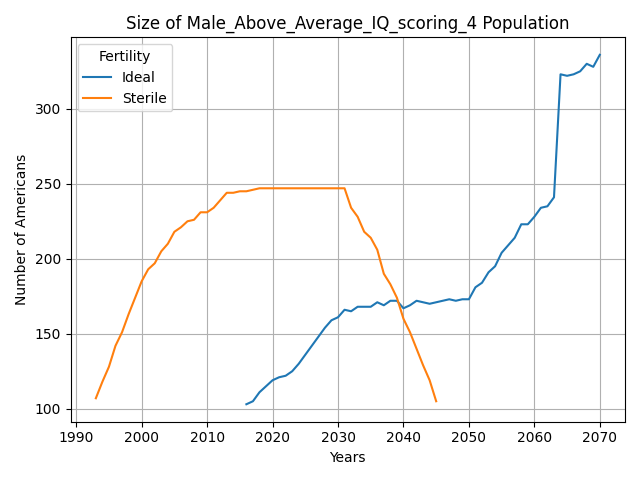 Size of Male_Above_Average_IQ_scoring_4 Population
Fertility
Ideal
Sterile
Number of Americans
300
250
200
150
100
1990 2000 2010 2020 2030 2040 2050 2060 2070
Years